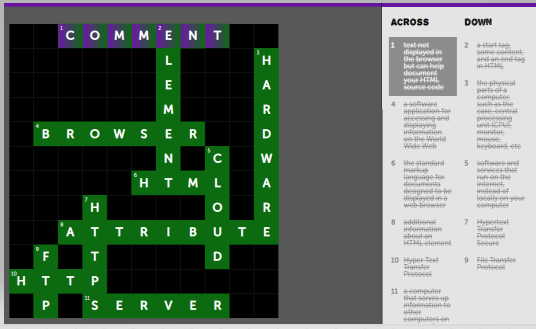 1 C O M M 2 E N T
L 3 H
E A
M R
4 B R O W S E R D
N 5 C W
T 6 H T M L A
7 H O R
8 A T T R I B U T E
9 F T D
10 H T T P
P 11 S E R V E R
ACROSS
1 text not
displayed in
the browser
but can help
document
your HTML
source code
4 a software
application for
accessing and
displaying
information
on the World
Wide Web
6 the standard
markup
language for
documents
designed to be
displayed in a
web browser
8 additional
information
about an
HTML element
10 Hyper Text
Transfer
Protocol
11 a computer
that serves up
information to
other
computers on
DOWN
2 a start tag,
some content,
and an end tag
in HTML
3 the physical
parts of a
computer,
such as the
case, central
processing
unit (CPU),
monitor,
mouse,
keyboard, etc
5 software and
services that
run on the
Internet,
instead of
locally on your
computer
7 Hypertext
Transfer
Protocol
Secure
9 File Transfer
Protocol